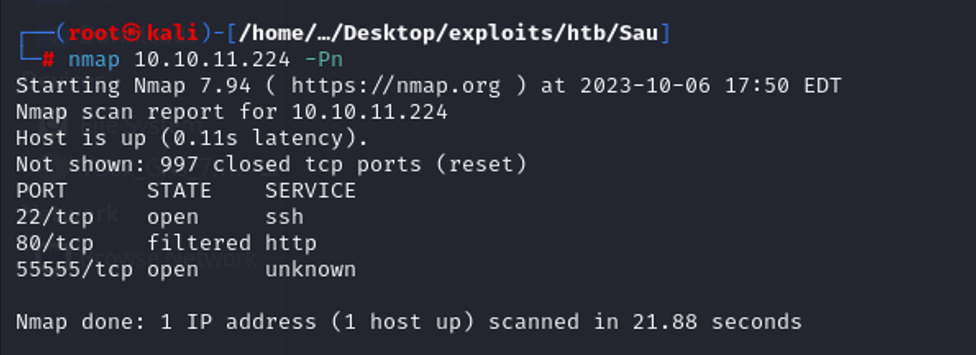 ┌──(root㉿kali)-[/home/…/Desktop/exploits/htb/Sau]
└─# nmap 10.10.11.224 -Pn
Starting Nmap 7.94 ( https://nmap.org ) at 2023-10-06 17:50 EDT
Nmap scan report for 10.10.11.224
Host is up (0.11s latency).
Not shown: 997 closed tcp ports (reset)
PORT      STATE    SERVICE
22/tcp    open     ssh
80/tcp    filtered http
55555/tcp open     unknown
Nmap done: 1 IP address (1 host up) scanned in 21.88 seconds